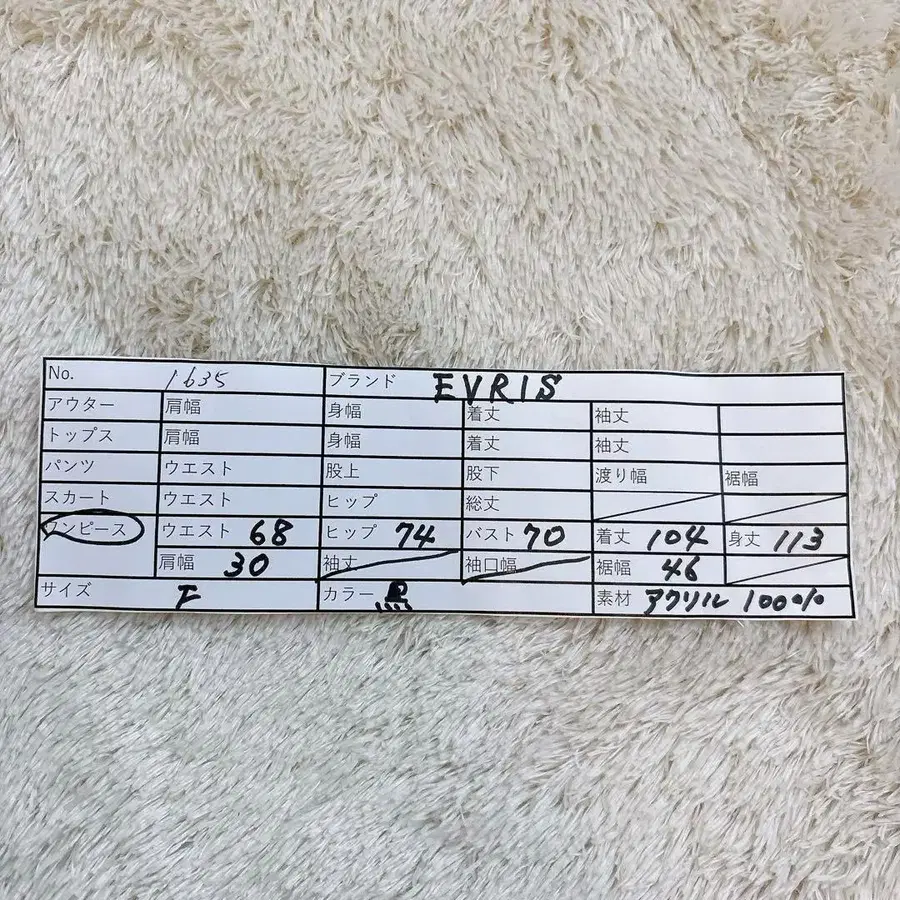 No. 1635 ブランド EVRIS
アウター 肩幅 身幅 着丈 袖丈
トップス 肩幅 身幅 着丈 袖丈
パンツ ウエスト 股上 股下 渡り幅 裾幅
スカート ウエスト ヒップ 総丈
ワンピース ウエスト 68 ヒップ 74 バスト 70 着丈 104 身丈 113
肩幅 30 袖丈 袖口幅 裾幅 46
サイズ F カラー 黒 素材 アクリル 100%